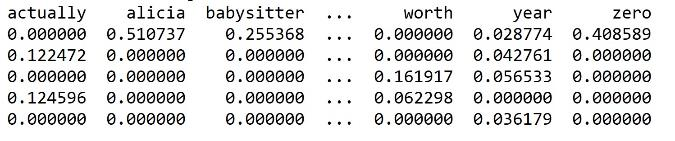 actually alicia babysitter ... worth year zero
0.000000 0.510737 0.255368 ... 0.000000 0.028774 0.408589
0.122472 0.000000 0.000000 ... 0.000000 0.042761 0.000000
0.000000 0.000000 0.000000 ... 0.161917 0.056533 0.000000
0.124596 0.000000 0.000000 ... 0.062298 0.000000 0.000000
0.000000 0.000000 0.000000 ... 0.000000 0.036179 0.000000